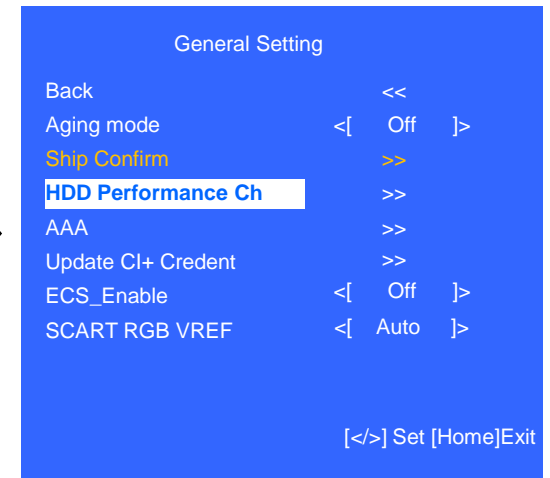 General Setting
Back <<
Aging mode <[ Off ]>
Ship Confirm >>
HDD Performance Ch >>
AAA >>
Update CI+ Credent >>
ECS_Enable <[ Off ]>
SCART RGB VREF <[ Auto ]>
[</>] Set [Home]Exit